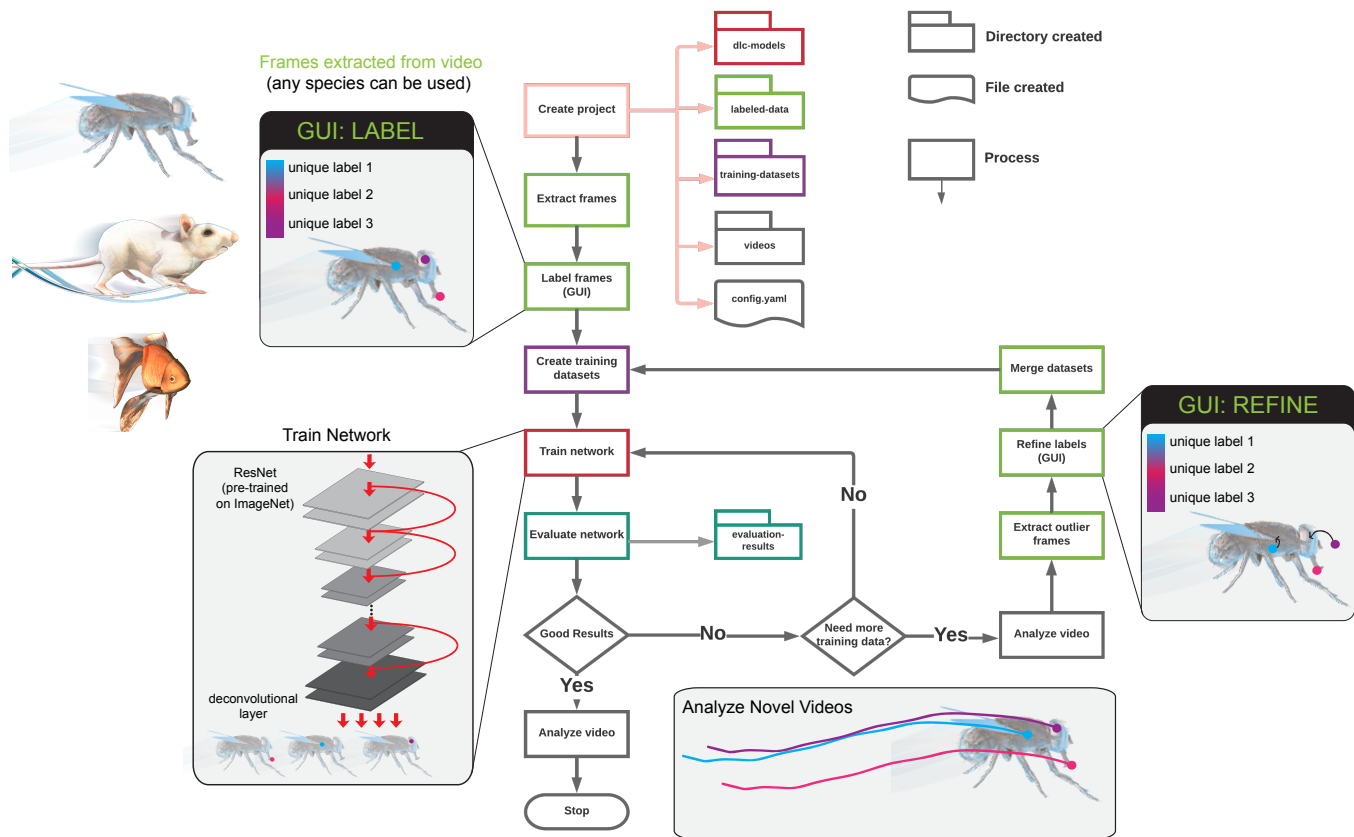 Frames extracted from video
(any species can be used)
GUI: LABEL
unique label 1
unique label 2
unique label 3
Create project
Extract frames
Label frames
(GUI)
Create training
datasets
Train network
Evaluate network
Good Results
Yes
Analyze video
Stop
dlc-models
labeled-data
training-datasets
videos
config.yaml
Directory created
File created
Process
evaluation-
results
No
Need more
training data?
No
Yes
Analyze video
Extract outlier
frames
Refine labels
(GUI)
Merge datasets
GUI: REFINE
unique label 1
unique label 2
unique label 3
Train Network
ResNet
(pre-trained
on ImageNet)
deconvolutional
layer
Analyze Novel Videos